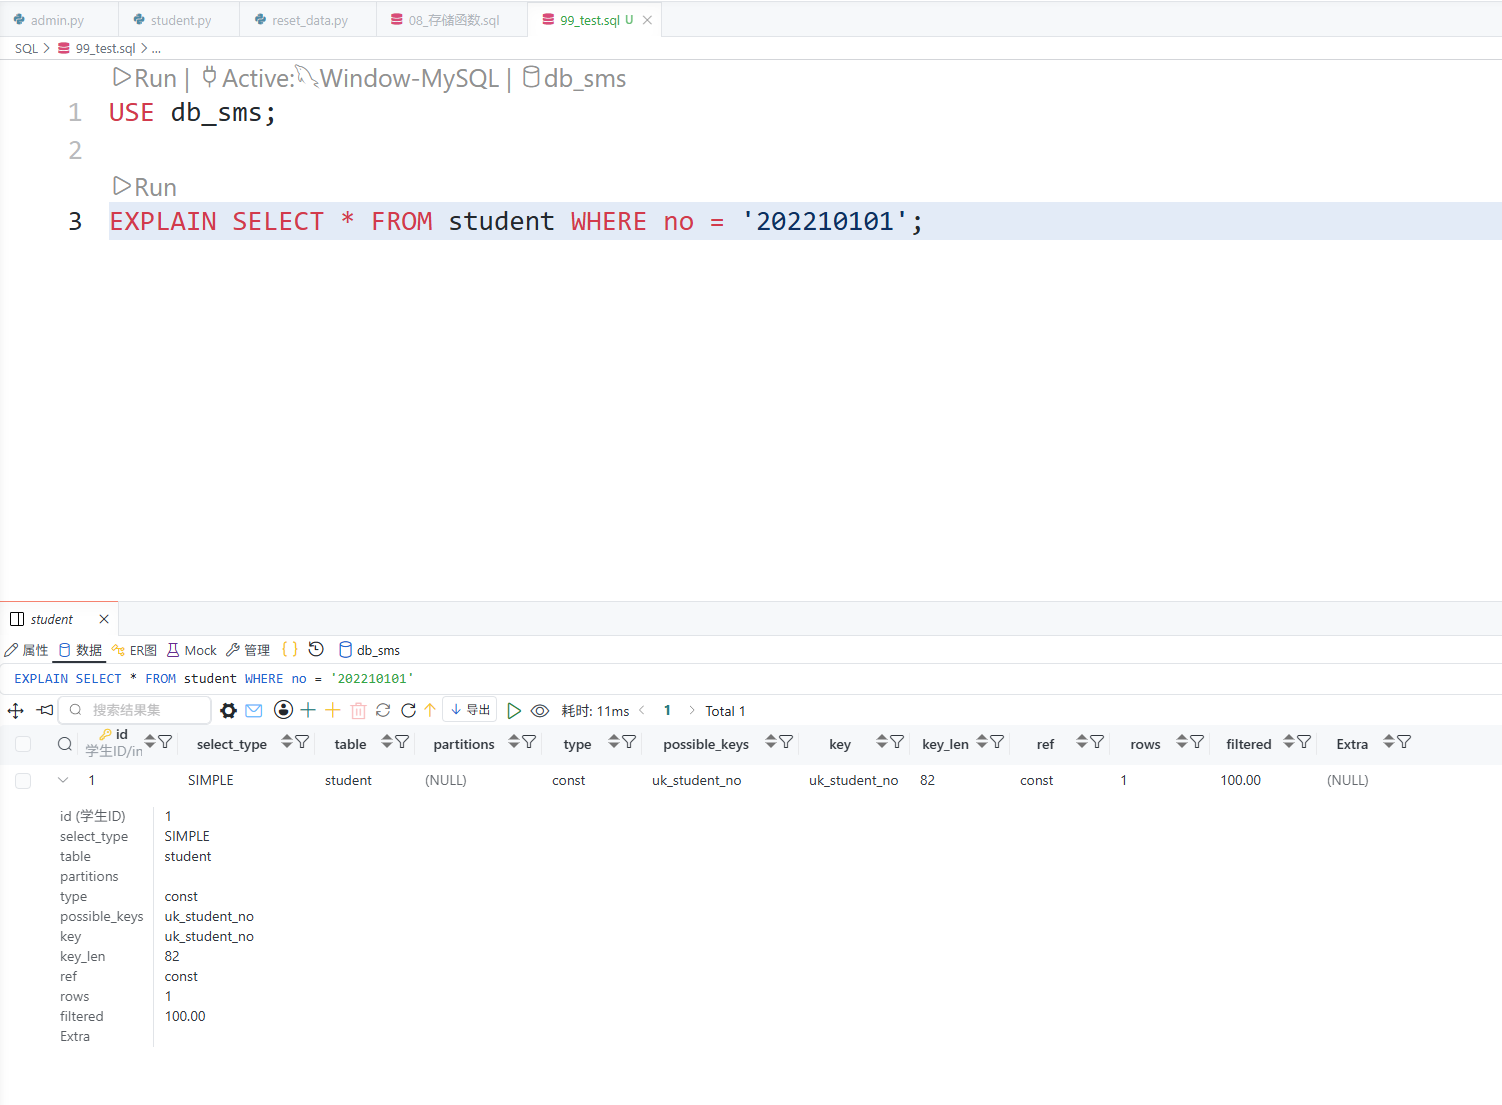 admin.py student.py reset_data.py 08_存储函数.sql 99_test.sql U
SQL > 99_test.sql > ...
Run | Active: Window-MySQL | db_sms
1 USE db_sms;
2
Run
3 EXPLAIN SELECT * FROM student WHERE no = '202210101';
student
属性 数据 ER图 Mock 管理 {} db_sms
EXPLAIN SELECT * FROM student WHERE no = '202210101'
搜索结果集 导出 耗时: 11ms < 1 > Total 1
id 学生ID/in select_type table partitions type possible_keys key key_len ref rows filtered Extra
1 SIMPLE student (NULL) const uk_student_no uk_student_no 82 const 1 100.00 (NULL)
id (学生ID) 1
select_type SIMPLE
table student
partitions
type const
possible_keys uk_student_no
key uk_student_no
key_len 82
ref const
rows 1
filtered 100.00
Extra